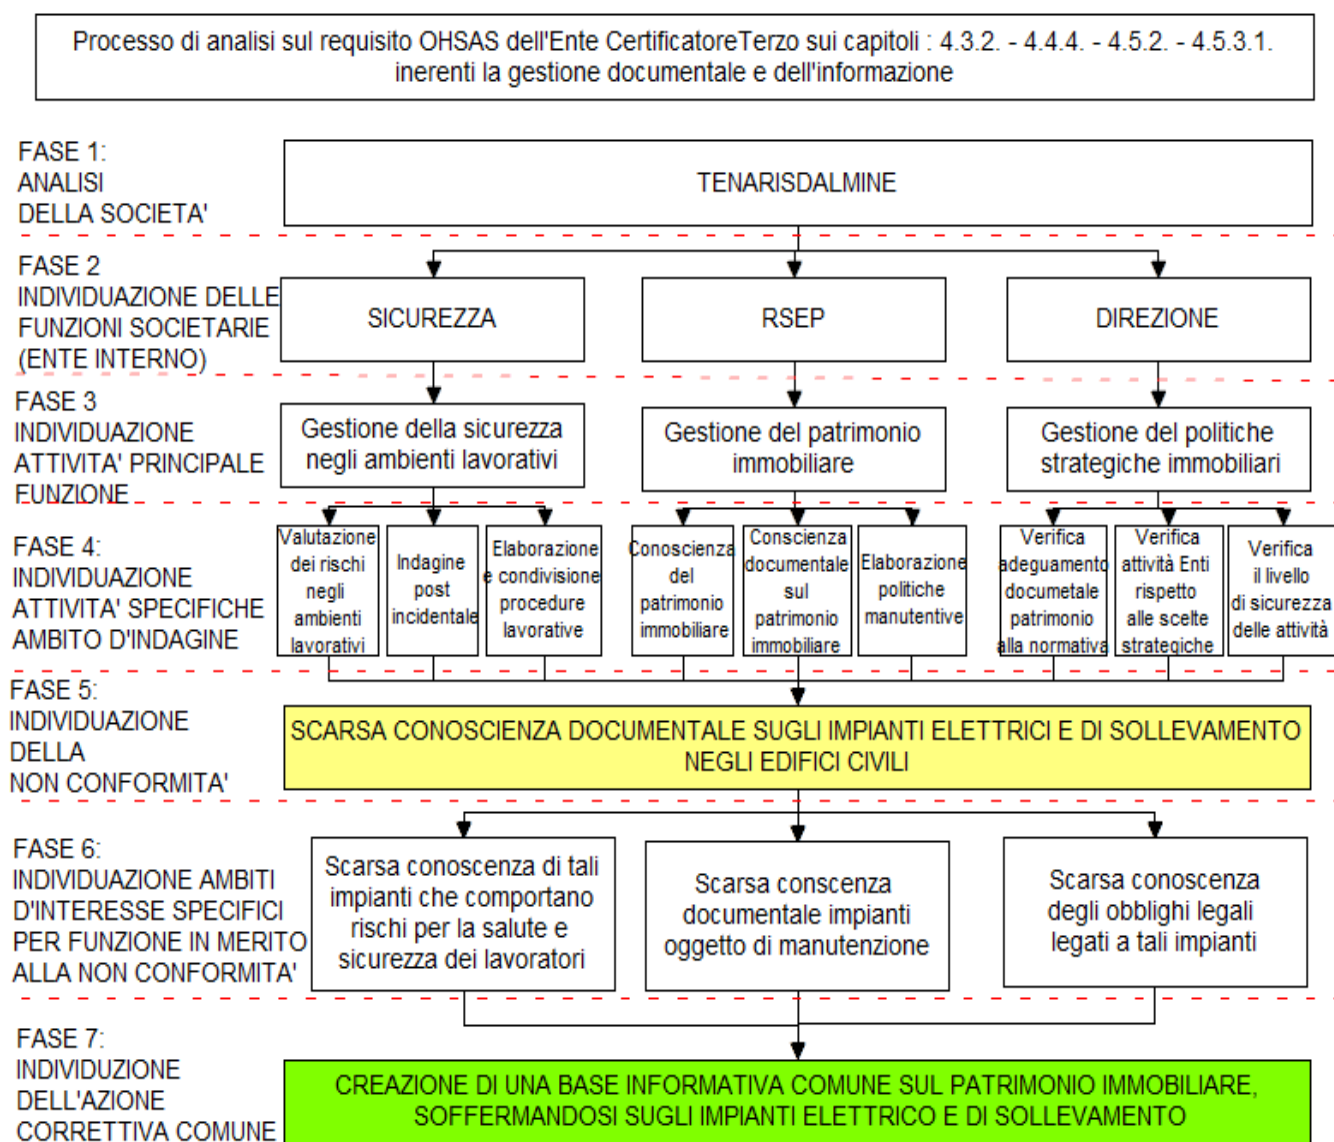 Processo di analisi sul requisito OHSAS dell'Ente CertificatoreTerzo sui capitoli : 4.3.2. - 4.4.4. - 4.5.2. - 4.5.3.1.
inerenti la gestione documentale e dell'informazione
FASE 1:
ANALISI
DELLA SOCIETA'
TENARISDALMINE
FASE 2
INDIVIDUAZIONE DELLE
FUNZIONI SOCIETARIE
(ENTE INTERNO)
SICUREZZA
RSEP
DIREZIONE
FASE 3
INDIVIDUAZIONE
ATTIVITA' PRINCIPALE
FUNZIONE
Gestione della sicurezza
negli ambienti lavorativi
Gestione del patrimonio
immobiliare
Gestione del politiche
strategiche immobiliari
FASE 4:
INDIVIDUAZIONE
ATTIVITA' SPECIFICHE
AMBITO D'INDAGINE
Valutazione
dei rischi
negli
ambienti
lavorativi
Indagine
post
incidentale
Elaborazione
e condivisione
procedure
lavorative
Conoscienza
del
patrimonio
immobiliare
Conscienza
documentale
sul
patrimonio
immobiliare
Elaborazione
politiche
manutentive
Verifica
adeguamento
documetale
patrimonio
alla normativa
Verifica
attività Enti
rispetto
alle scelte
strategiche
Verifica
il livello
di sicurezza
delle attività
FASE 5:
INDIVIDUAZIONE
DELLA
NON CONFORMITA'
SCARSA CONOSCIENZA DOCUMENTALE SUGLI IMPIANTI ELETTRICI E DI SOLLEVAMENTO
NEGLI EDIFICI CIVILI
FASE 6:
INDIVIDUAZIONE AMBITI
D'INTERESSE SPECIFICI
PER FUNZIONE IN MERITO
ALLA NON CONFORMITA'
Scarsa conoscenza di tali
impianti che comportano
rischi per la salute e
sicurezza dei lavoratori
Scarsa conscenza
documentale impianti
oggetto di manutenzione
Scarsa conoscenza
degli obblighi legali
legati a tali impianti
FASE 7:
INDIVIDUZIONE
DELL'AZIONE
CORRETTIVA COMUNE
CREAZIONE DI UNA BASE INFORMATIVA COMUNE SUL PATRIMONIO IMMOBILIARE,
SOFFERMANDOSI SUGLI IMPIANTI ELETTRICO E DI SOLLEVAMENTO